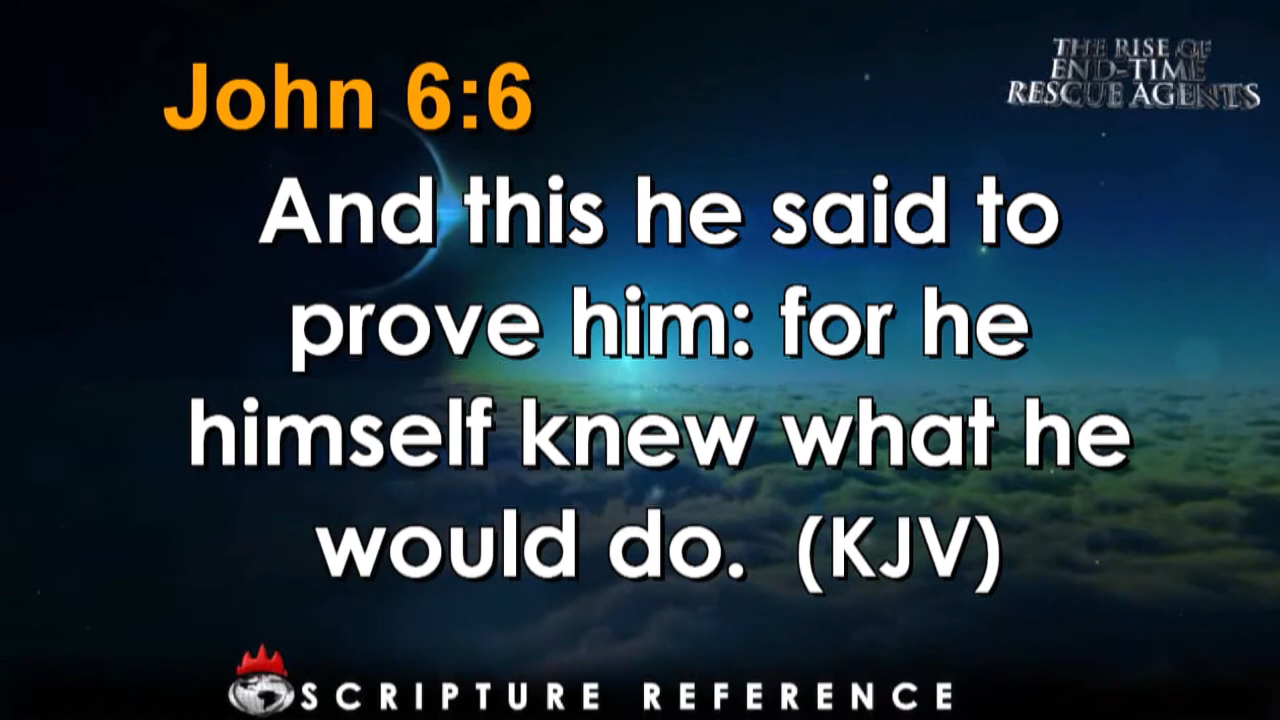 John 6:6
THE RISE OF
END-TIME
RESCUE AGENTS
And this he said to
prove him: for he
himself knew what he
would do. (KJV)
SCRIPTURE REFERENCE